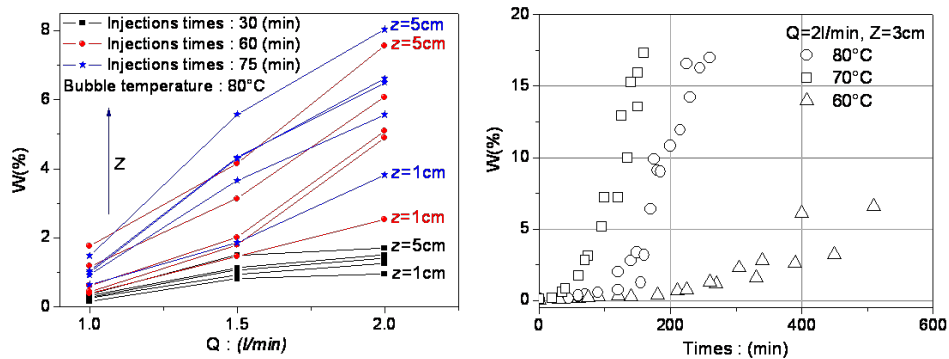 Injections times : 30 (min)
Injections times : 60 (min)
Injections times : 75 (min)
Bubble temperature : 80°C
z=5cm
z=5cm
z=1cm
z=1cm
z=5cm
z=1cm
Z
8
6
4
2
0
W(%)
1.0 1.5 2.0
Q : (l/min)
Q=2l/min, Z=3cm
80°C
70°C
60°C
20
15
10
5
0
W(%)
0 200 400 600
Times : (min)